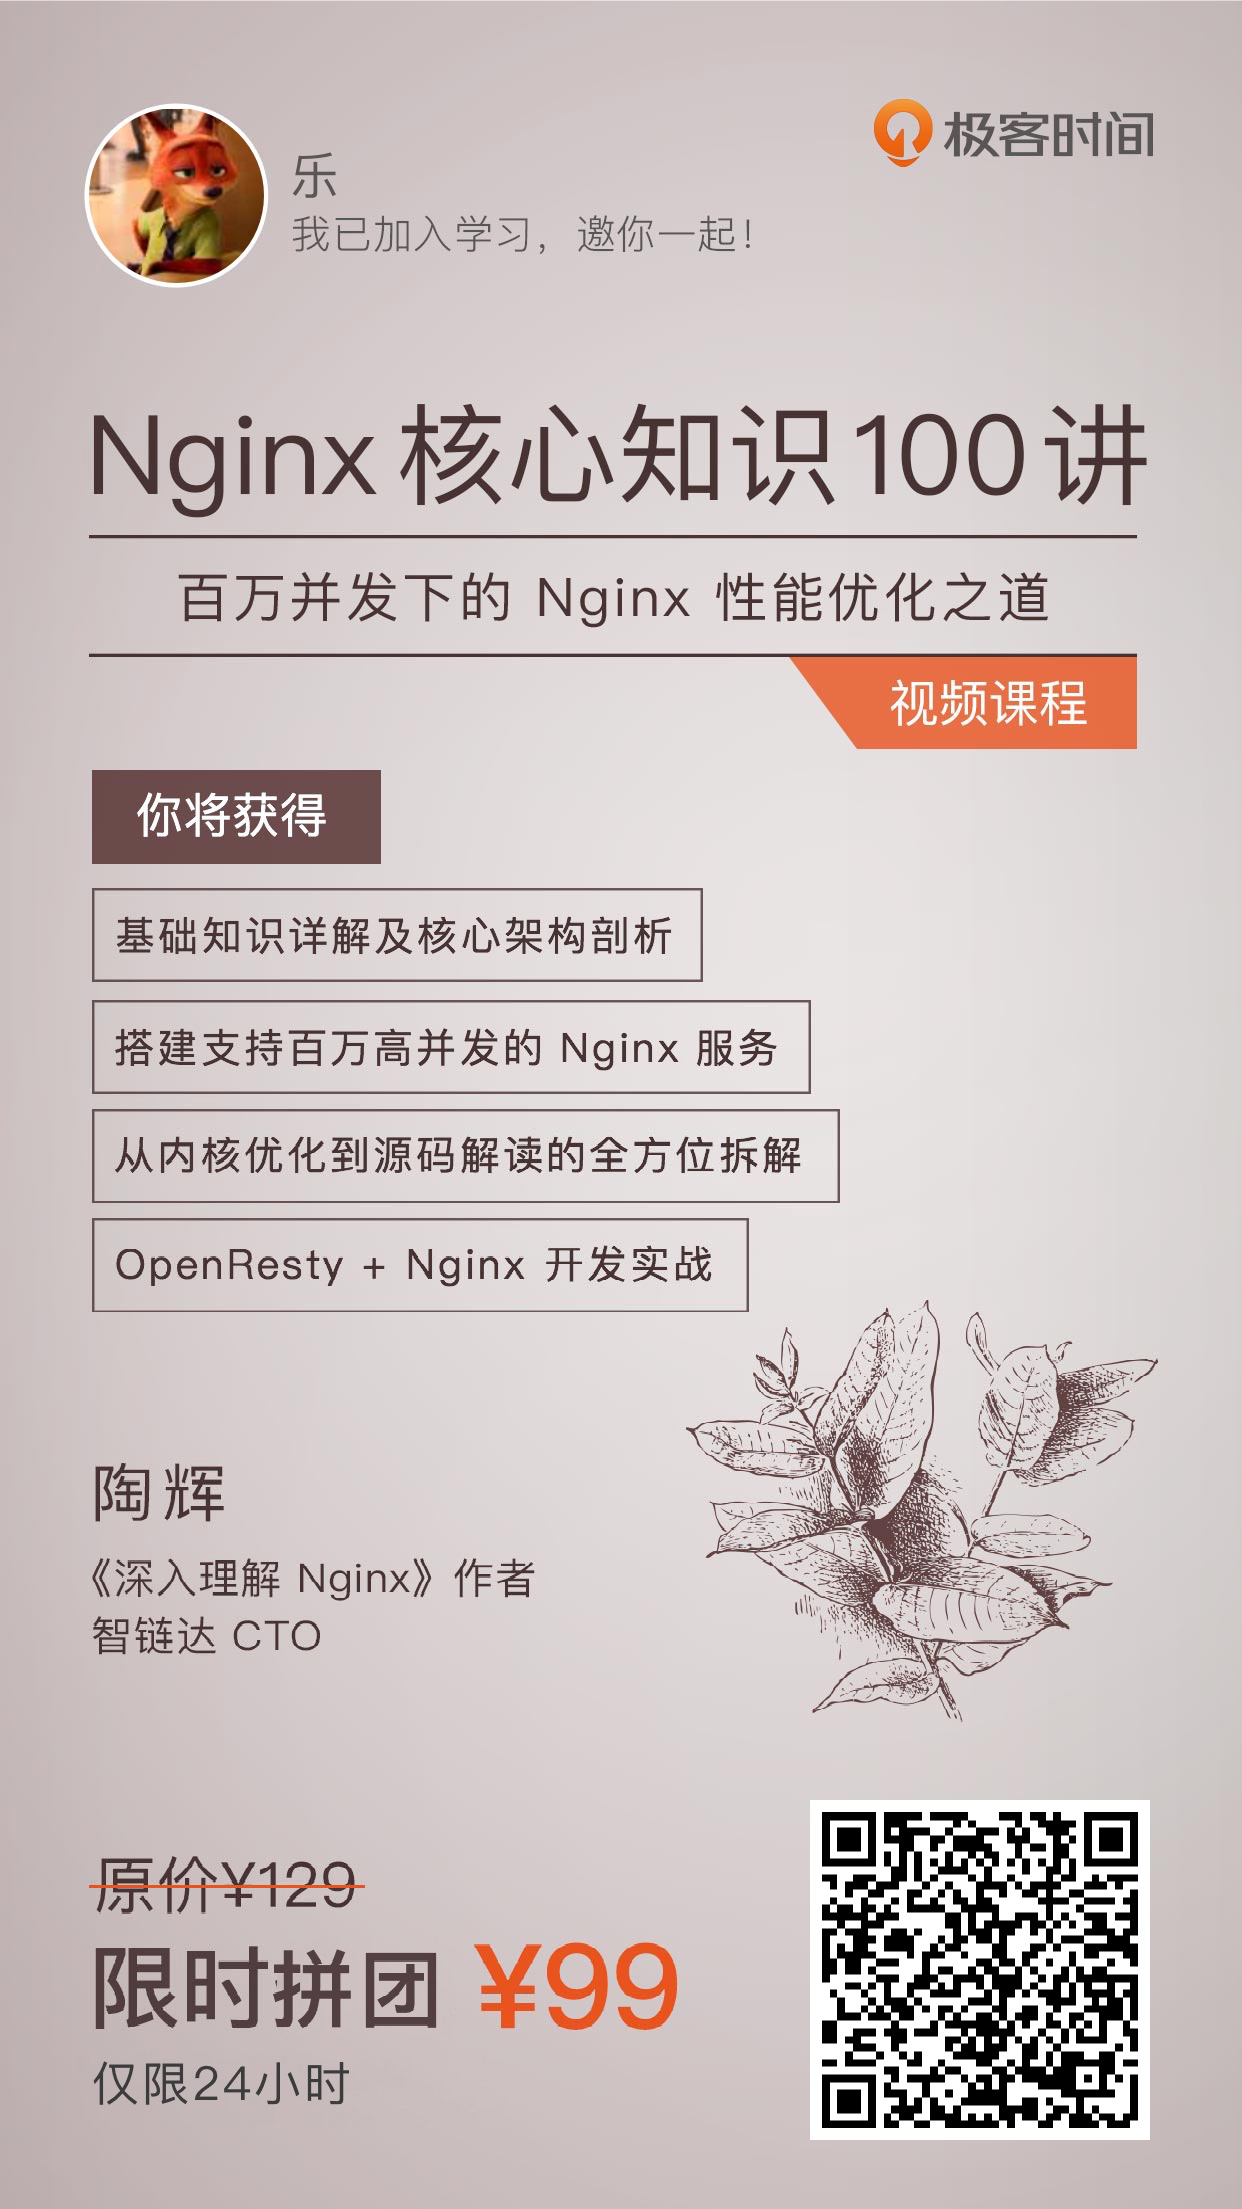 极客时间
乐
我已加入学习，邀你一起！
Nginx 核心知识100讲
百万并发下的 Nginx 性能优化之道
视频课程
你将获得
基础知识详解及核心架构剖析
搭建支持百万高并发的 Nginx 服务
从内核优化到源码解读的全方位拆解
OpenResty + Nginx 开发实战
陶辉
《深入理解 Nginx》作者
智链达 CTO
原价¥129
限时拼团 ¥99
仅限24小时